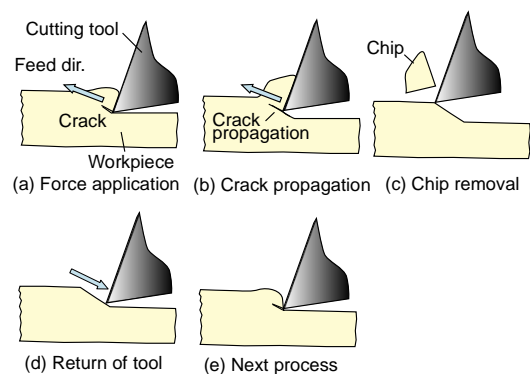 Cutting tool
Feed dir.
Crack
Workpiece
(a) Force application
Crack
propagation
(b) Crack propagation
Chip
(c) Chip removal
(d) Return of tool
(e) Next process